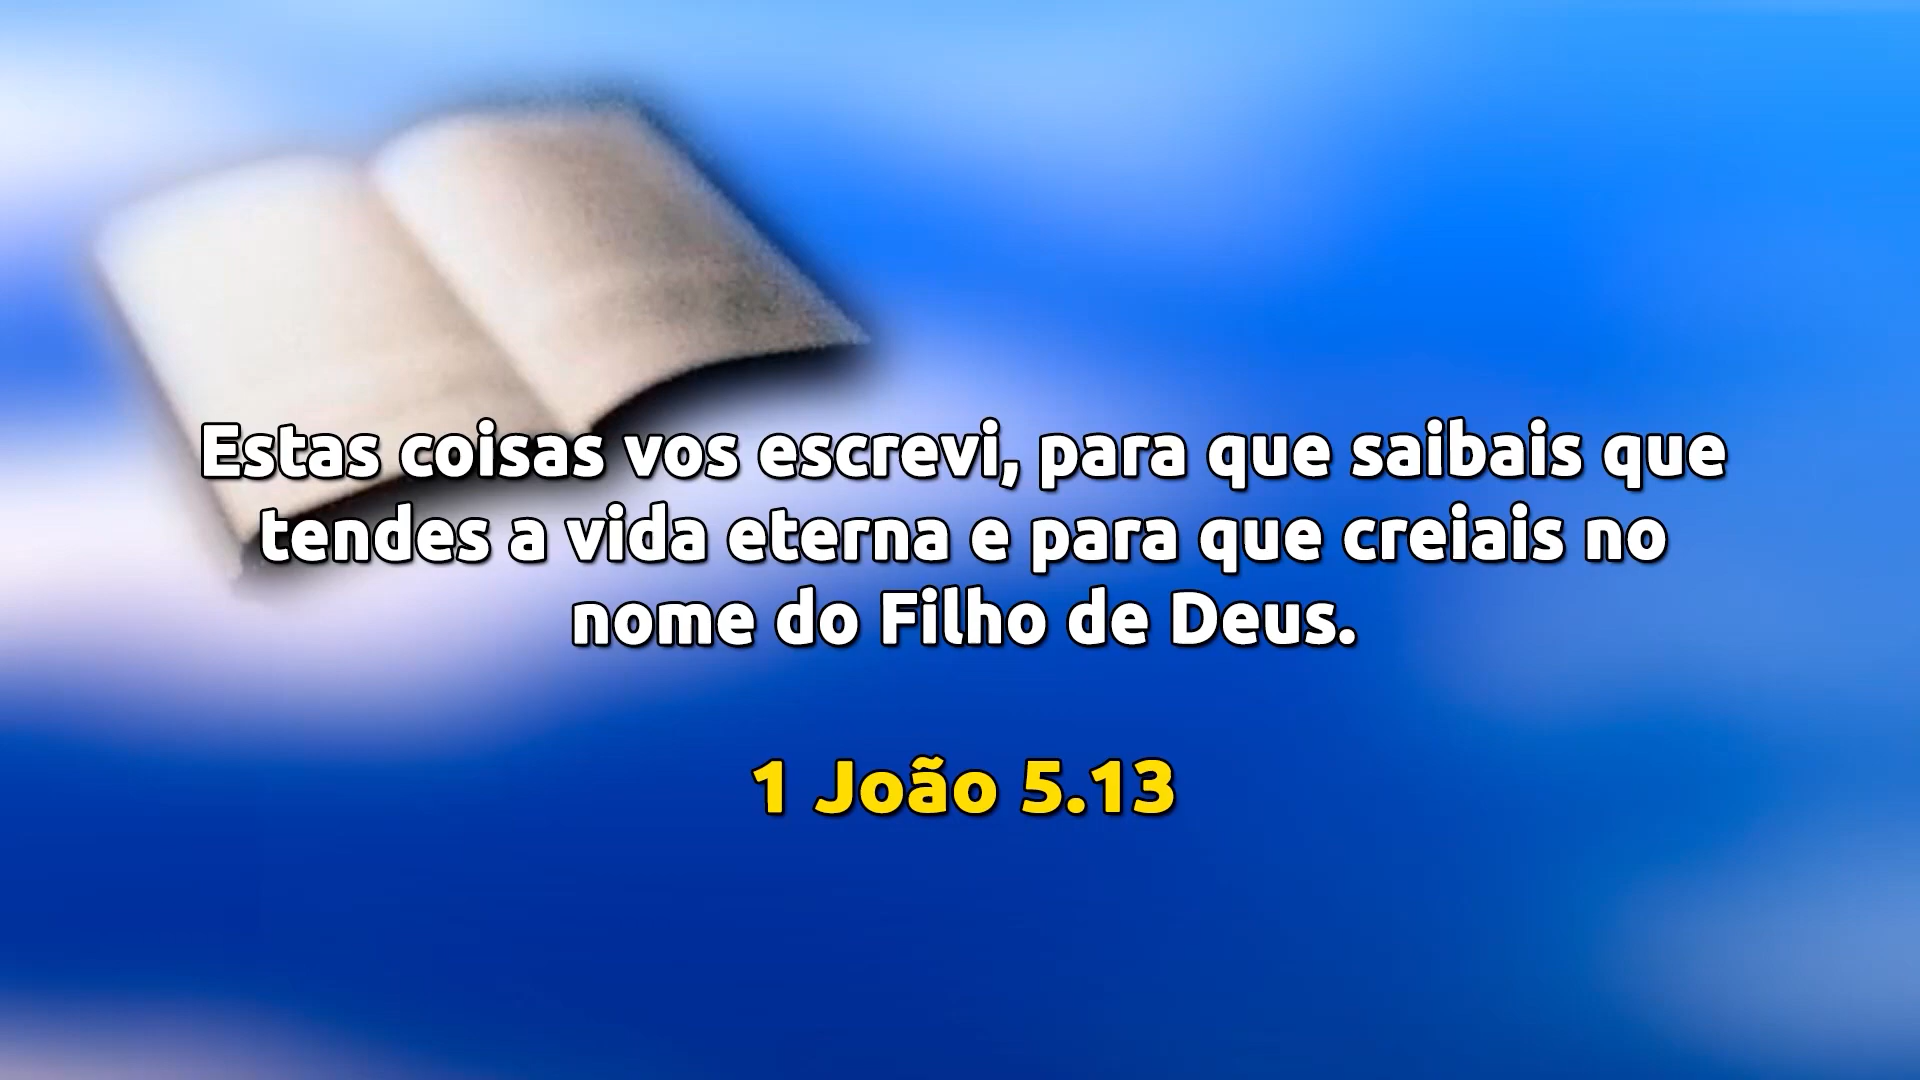 Estas coisas vos escrevi, para que saibais que
tendes a vida eterna e para que creiais no
nome do Filho de Deus.
1 João 5.13